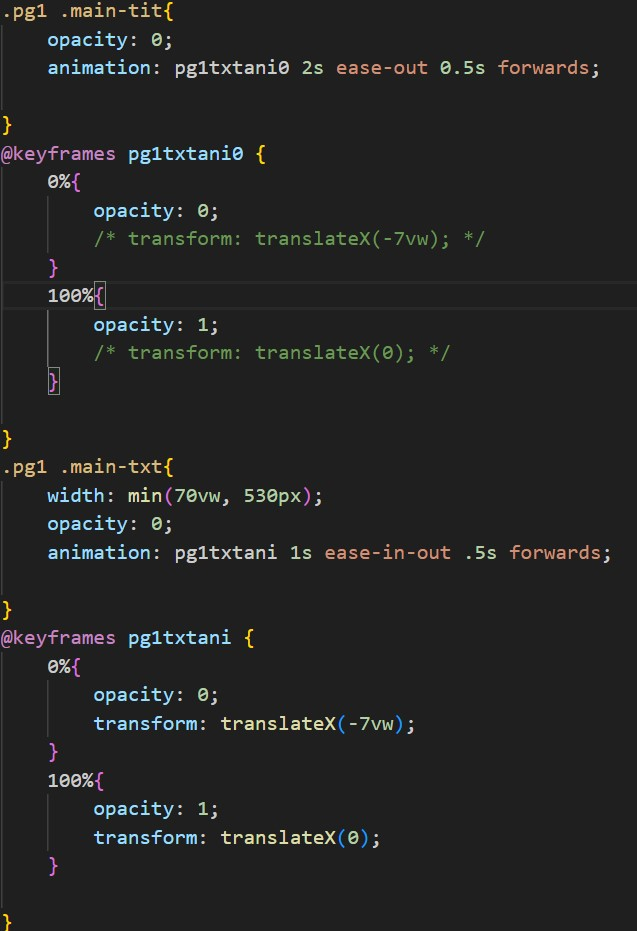 .pg1 .main-tit{
opacity: 0;
animation: pg1txtani0 2s ease-out 0.5s forwards;
}
@keyframes pg1txtani0 {
0%{
opacity: 0;
/* transform: translateX(-7vw); */
}
100%{
opacity: 1;
/* transform: translateX(0); */
}
}
.pg1 .main-txt{
width: min(70vw, 530px);
opacity: 0;
animation: pg1txtani 1s ease-in-out .5s forwards;
}
@keyframes pg1txtani {
0%{
opacity: 0;
transform: translateX(-7vw);
}
100%{
opacity: 1;
transform: translateX(0);
}
}